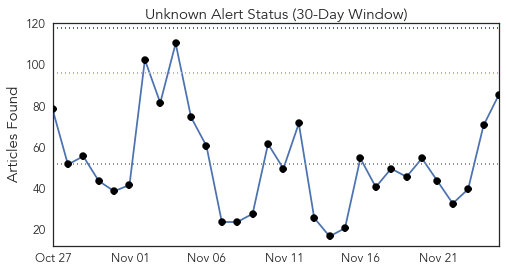 Unknown Alert Status (30-Day Window)
120
100
80
60
40
20
Articles Found
Oct 27 Nov 01 Nov 06 Nov 11 Nov 16 Nov 21